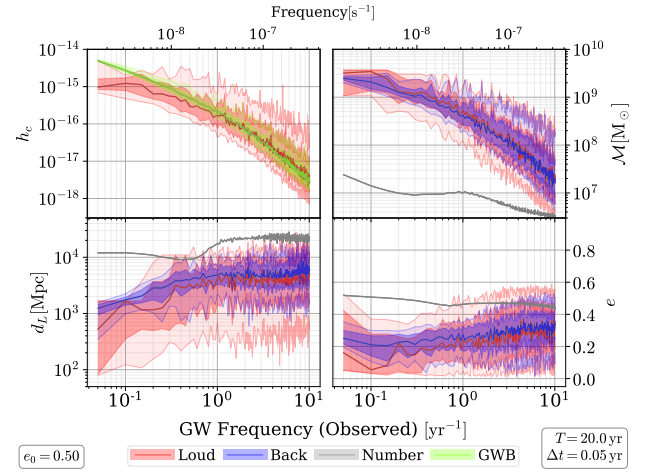 Frequency[s⁻¹]
10⁻⁸ 10⁻⁷ 10⁻⁸ 10⁻⁷
10⁻¹⁴ 10¹⁰
10⁻¹⁵ 10⁹
10⁻¹⁶ 10⁸
10⁻¹⁷ 10⁷
10⁻¹⁸
h_c
ℳ[M_⊙]
10⁴ 0.8
10³ 0.6
10² 0.4
0.2
0.0
d_L[Mpc]
e
10⁻¹ 10⁰ 10¹ 10⁻¹ 10⁰ 10¹
GW Frequency (Observed) [yr⁻¹]
e₀ = 0.50
Loud Back Number GWB
T = 20.0 yr
Δt = 0.05 yr